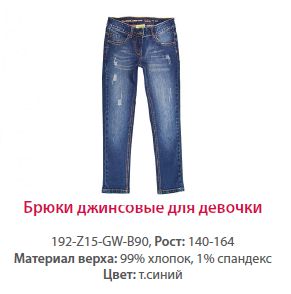 Брюки джинсовые для девочки
192-Z15-GW-B90, Рост: 140-164
Материал верха: 99% хлопок, 1% спандекс
Цвет: т.синий